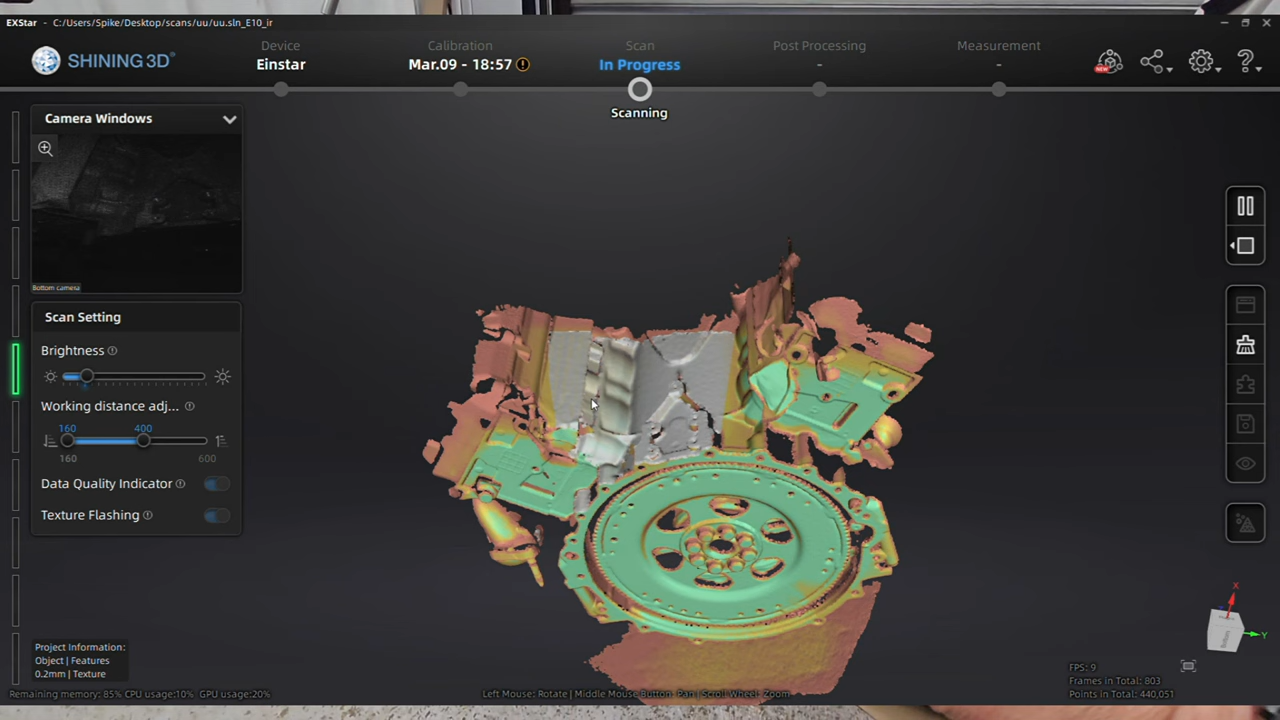 EXStar - C:/Users/Spike/Desktop/scans/uu/uu.sln_E10_ir
SHINING 3D®
Device
Einstar
Calibration
Mar.09 - 18:57
Scan
In Progress
Scanning
Post Processing
-
Measurement
-
NEW
Camera Windows
Bottom camera
Scan Setting
Brightness
Working distance adj...
160 400
160 600
Data Quality Indicator
Texture Flashing
Project Information:
Object | Features
0.2mm | Texture
Remaining memory: 85% CPU usage:10% GPU usage:20%
Left Mouse: Rotate | Middle Mouse Button: Pan | Scroll Wheel: Zoom
FPS: 9
Frames in Total: 803
Points in Total: 440,051
X
Y